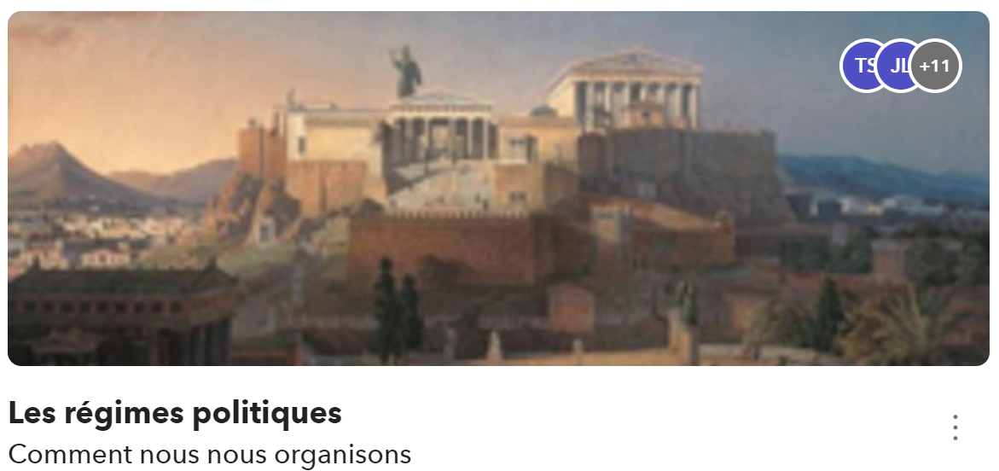 TS JL +11
Les régimes politiques
Comment nous nous organisons